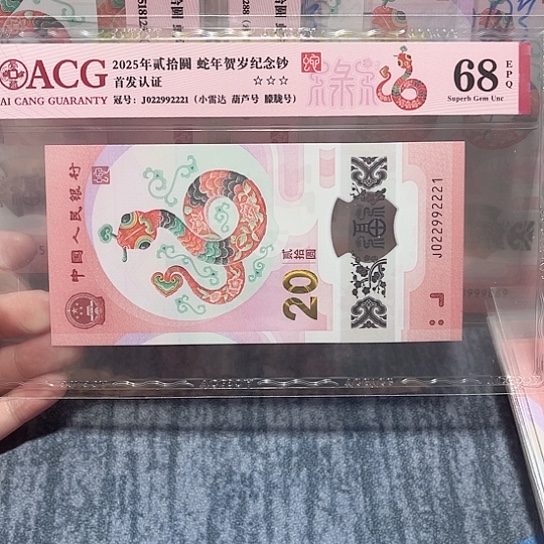 ACG
AI CANG GUARANTY
2025年贰拾圆 蛇年贺岁纪念钞
首发认证
☆☆☆
冠号：J022992221（小雷达 葫芦号 朦胧号）
68
EPQ
Superb Gem Unc
中国人民银行
贰拾圆
20
J022992221